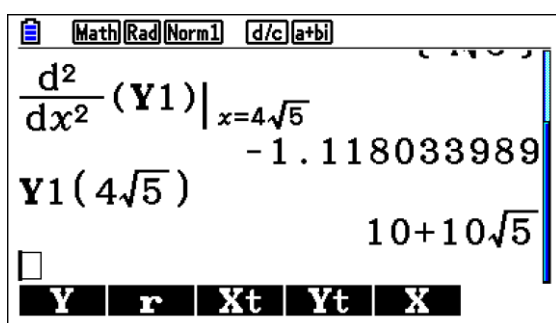 Math Rad Norm1 d/c a+bi
d²/dx² (Y1)|x=4√5
-1.118033989
Y1(4√5)
10+10√5
Y r Xt Yt X